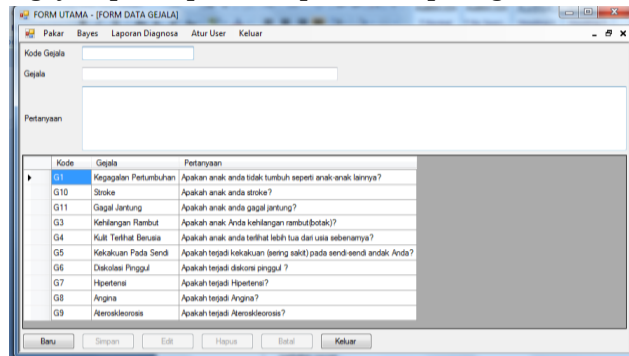 FORM UTAMA - [FORM DATA GEJALA]
Pakar Bayes Laporan Diagnosa Atur User Keluar
Kode Gejala
Gejala
Pertanyaan
Kode Gejala Pertanyaan
G1 Kegagalan Pertumbuhan Apakan anak anda tidak tumbuh seperti anak-anak lainnya?
G10 Stroke Apakah anak anda stroke?
G11 Gagal Jantung Apakah anak anda gagal jantung?
G3 Kehilangan Rambut Apakah anak Anda kehilangan rambut(botak)?
G4 Kulit Terlihat Berusia Apakah anak anda terlihat lebih tua dari usia sebenarnya?
G5 Kekakuan Pada Sendi Apakah terjadi kekakuan (sering sakit) pada sendi-sendi andak Anda?
G6 Diskolasi Pinggul Apakah terjadi diskorsi pinggul ?
G7 Hipertensi Apakah terjadi Hipertensi?
G8 Angina Apakah terjadi Angina?
G9 Ateroskleorosis Apakah terjadi Ateroskleorosis?
Baru Simpan Edit Hapus Batal Keluar